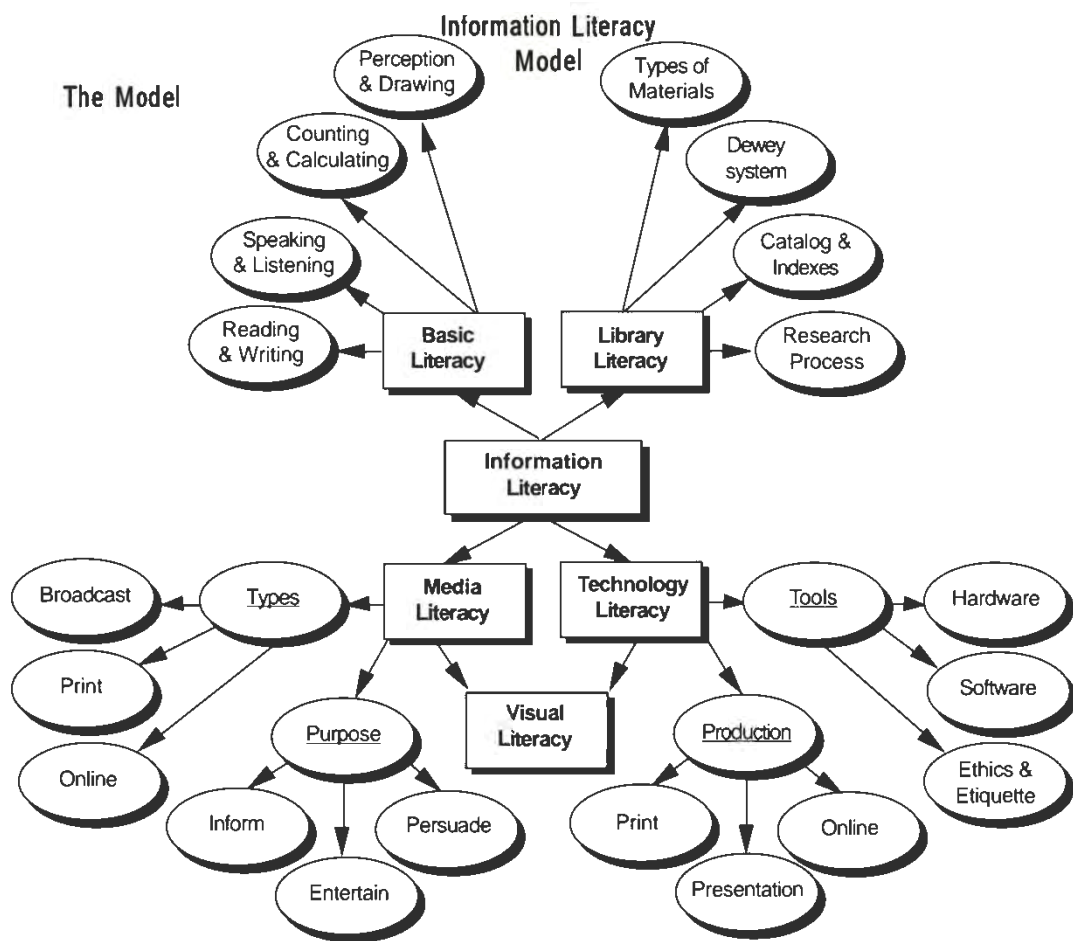 Information Literacy
Model
The Model
Perception
& Drawing
Types of
Materials
Counting
& Calculating
Dewey
system
Speaking
& Listening
Catalog &
Indexes
Reading
& Writing
Basic
Literacy
Library
Literacy
Research
Process
Information
Literacy
Broadcast
Types
Media
Literacy
Technology
Literacy
Tools
Hardware
Print
Software
Visual
Literacy
Purpose
Production
Online
Ethics &
Etiquette
Inform
Persuade
Print
Online
Entertain
Presentation